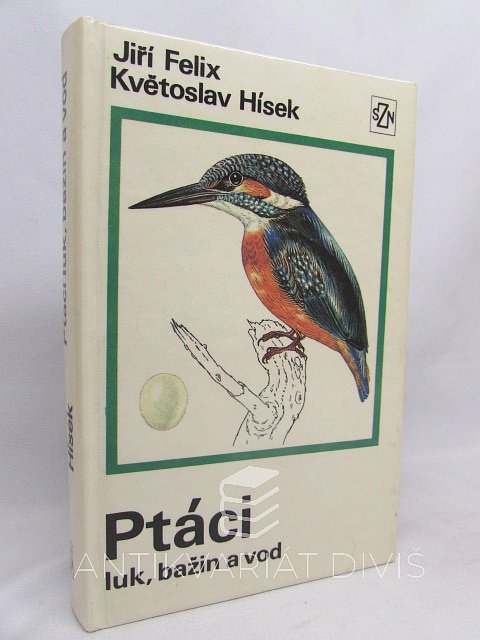 Jiří Felix
Květoslav Hísek
SZN
Ptáci
luk, bažin a vod
Hísek
Ptáci luk, bažin a vod
ANTIKVARIÁT DIVIŠ